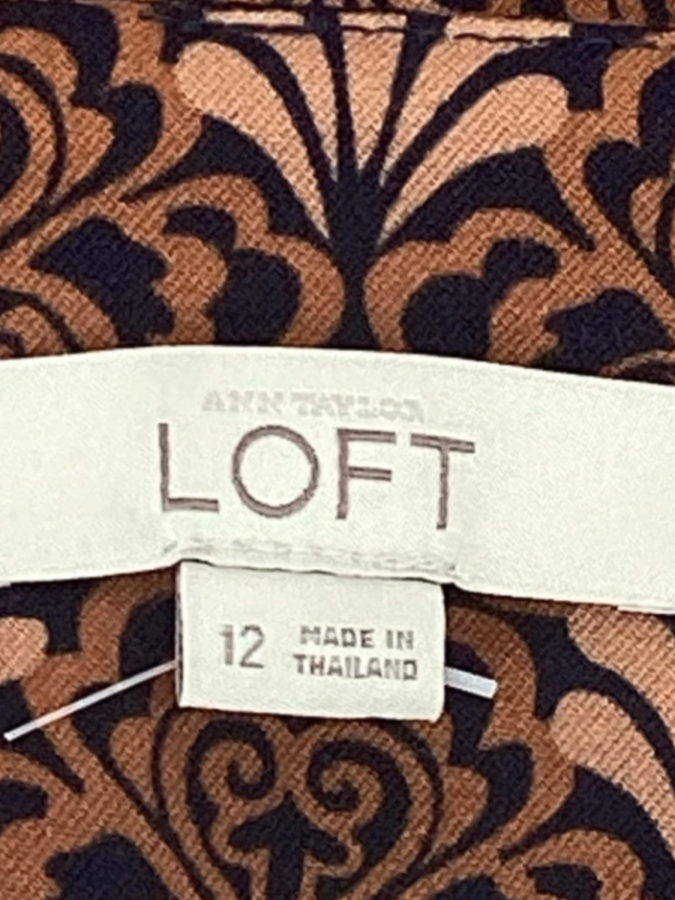 ANN TAYLOR
LOFT
12 MADE IN
THAILAND